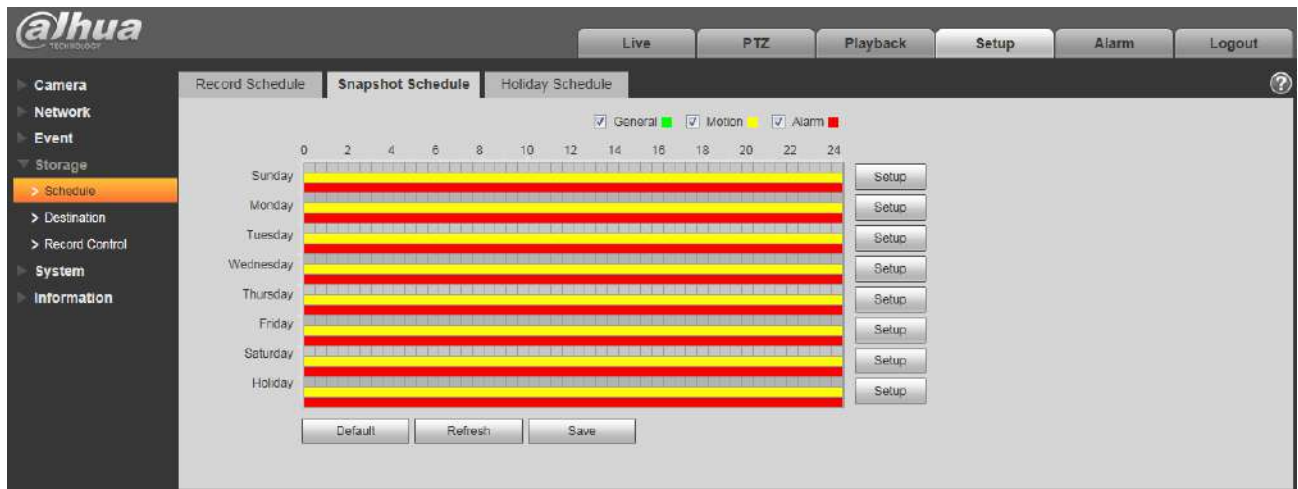 alhua
TECHNOLOGY
Live PTZ Playback Setup Alarm Logout
Record Schedule Snapshot Schedule Holiday Schedule ?
Camera
Network
Event
Storage
> Schedule
> Destination
> Record Control
System
Information
General Motion Alarm
0 2 4 6 8 10 12 14 16 18 20 22 24
Sunday Setup
Monday Setup
Tuesday Setup
Wednesday Setup
Thursday Setup
Friday Setup
Saturday Setup
Holiday Setup
Default Refresh Save